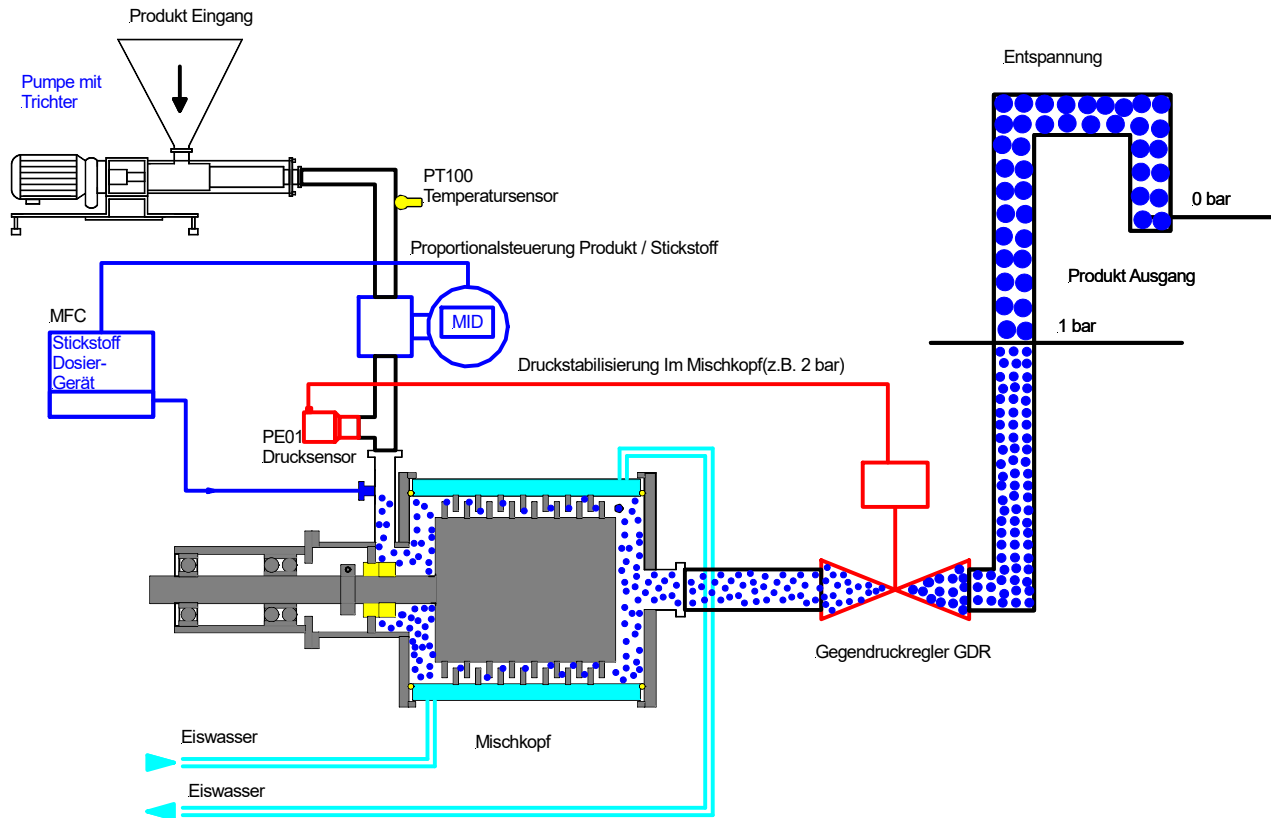 Produkt Eingang
Pumpe mit
Trichter
Entspannung
PT100
Temperatursensor
0 bar
Proportionalsteuerung Produkt / Stickstoff
Produkt Ausgang
MFC
Stickstoff
Dosier-
Gerät
MID
1 bar
Druckstabilisierung Im Mischkopf(z.B. 2 bar)
PE01
Drucksensor
Gegendruckregler GDR
Eiswasser
Mischkopf
Eiswasser